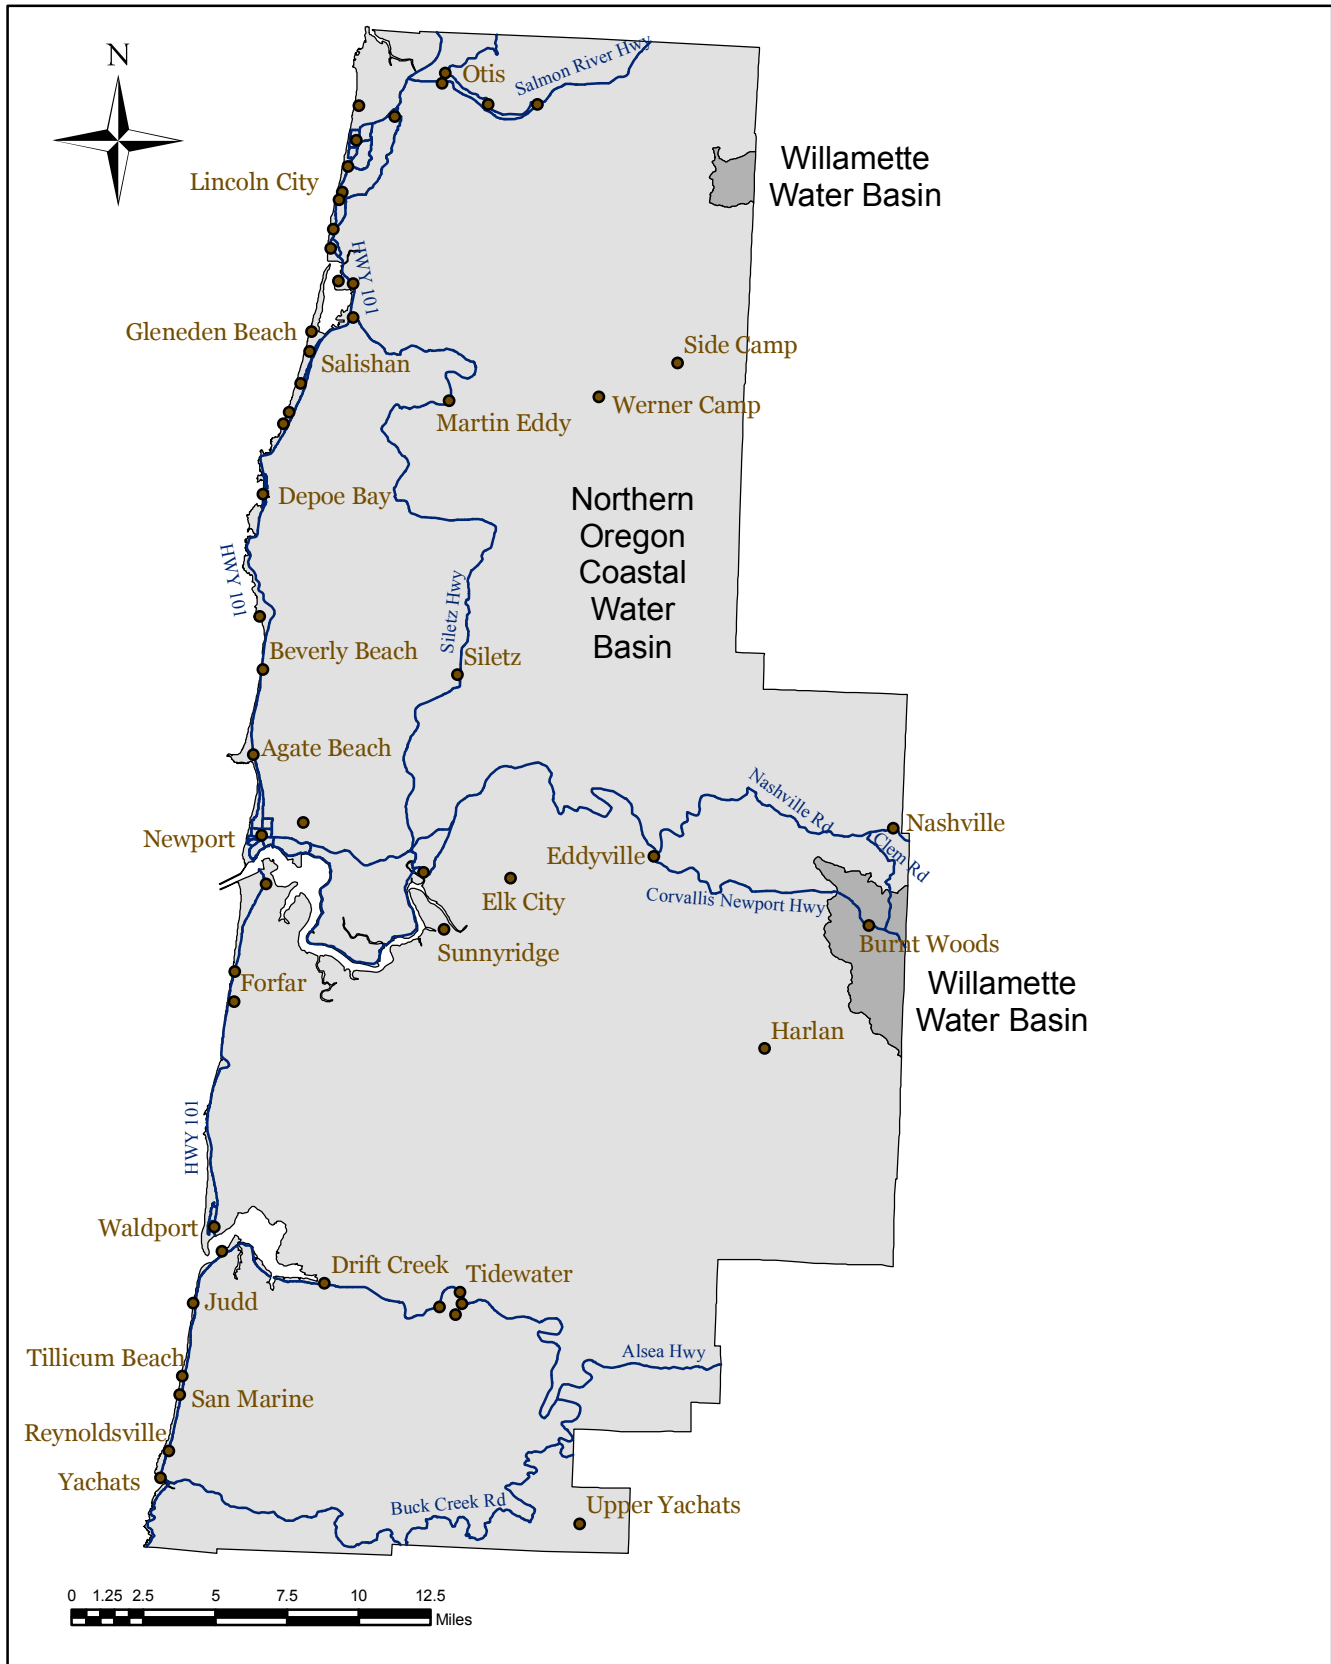 N
Otis
Salmon River Hwy
Willamette
Water Basin
Lincoln City
HWY 101
Gleneden Beach
Salishan
Side Camp
Werner Camp
Martin Eddy
Depoe Bay
Northern
Oregon
Coastal
Water
Basin
HWY 101
Siletz Hwy
Beverly Beach
Siletz
Agate Beach
Nashville Rd
Newport
Nashville
Clem Rd
Eddyville
Elk City
Corvallis Newport Hwy
Sunnyridge
Burnt Woods
Forfar
Willamette
Water Basin
Harlan
HWY 101
Waldport
Drift Creek
Tidewater
Judd
Alsea Hwy
Tillicum Beach
San Marine
Reynoldsville
Yachats
Buck Creek Rd
Upper Yachats
0 1.25 2.5 5 7.5 10 12.5
Miles